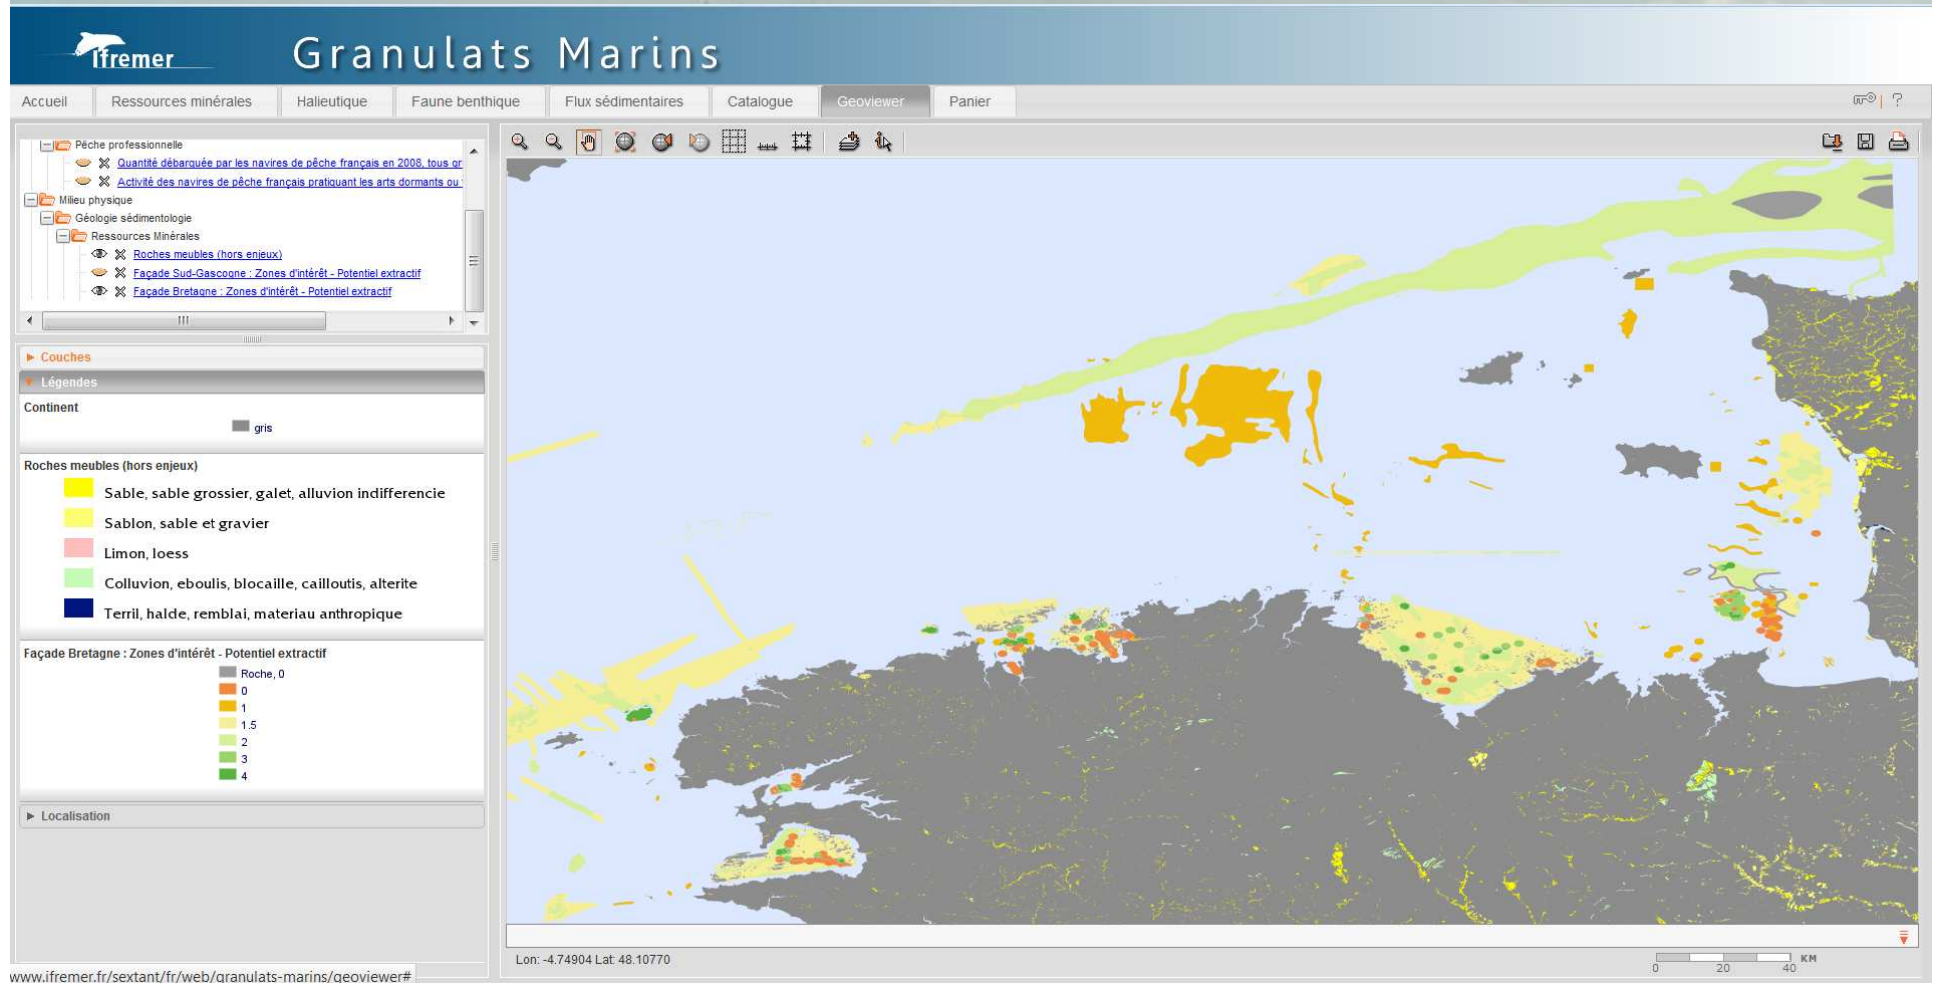 Ifremer
Granulats Marins
Accueil
Ressources minérales
Halieutique
Faune benthique
Flux sédimentaires
Catalogue
Geoviewer
Panier
?
Pêche professionnelle
Quantité débarquée par les navires de pêche français en 2008, tous or
Activité des navires de pêche français pratiquant les arts dormants ou
Milieu physique
Géologie sédimentologie
Ressources Minérales
Roches meubles (hors enjeux)
Façade Sud-Gascogne : Zones d'intérêt - Potentiel extractif
Façade Bretagne : Zones d'intérêt - Potentiel extractif
Couches
Légendes
Continent
gris
Roches meubles (hors enjeux)
Sable, sable grossier, galet, alluvion indifferencie
Sablon, sable et gravier
Limon, loess
Colluvion, eboulis, blocaille, cailloutis, alterite
Terril, halde, remblai, materiau anthropique
Façade Bretagne : Zones d'intérêt - Potentiel extractif
Roche, 0
0
1
1.5
2
3
4
Localisation
Lon: -4.74904 Lat: 48.10770
KM
0 20 40
www.ifremer.fr/sextant/fr/web/granulats-marins/geoviewer#